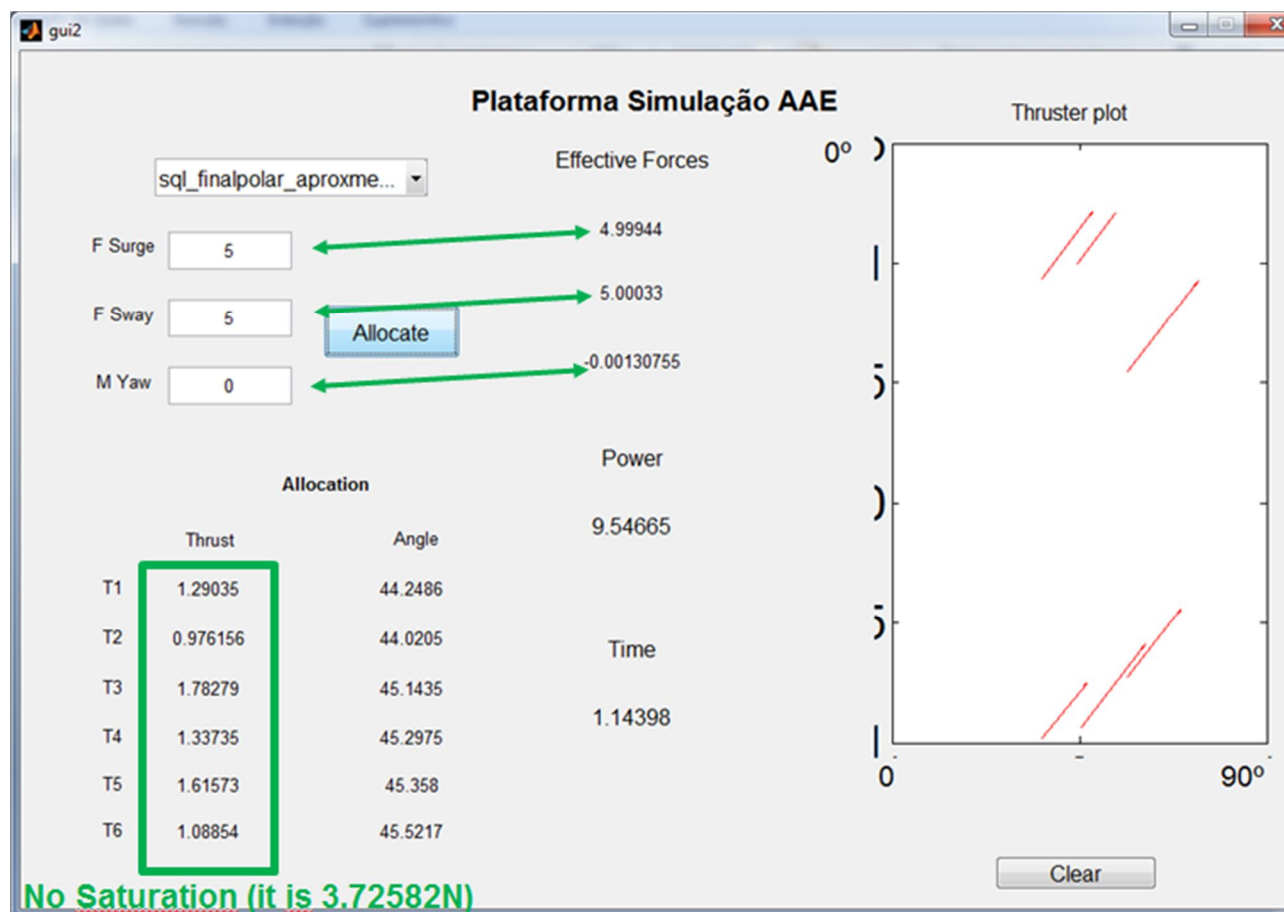 gui2
Plataforma Simulação AAE
Thruster plot
Effective Forces
0º
sql_finalpolar_aproxme...
F Surge 5 4.99944
F Sway 5 5.00033
Allocate
M Yaw 0 -0.00130755
Power
9.54665
Allocation
Thrust Angle
T1 1.29035 44.2486
T2 0.976156 44.0205
T3 1.78279 45.1435
T4 1.33735 45.2975
T5 1.61573 45.358
T6 1.08854 45.5217
Time
1.14398
0 90º
Clear
No Saturation (it is 3.72582N)